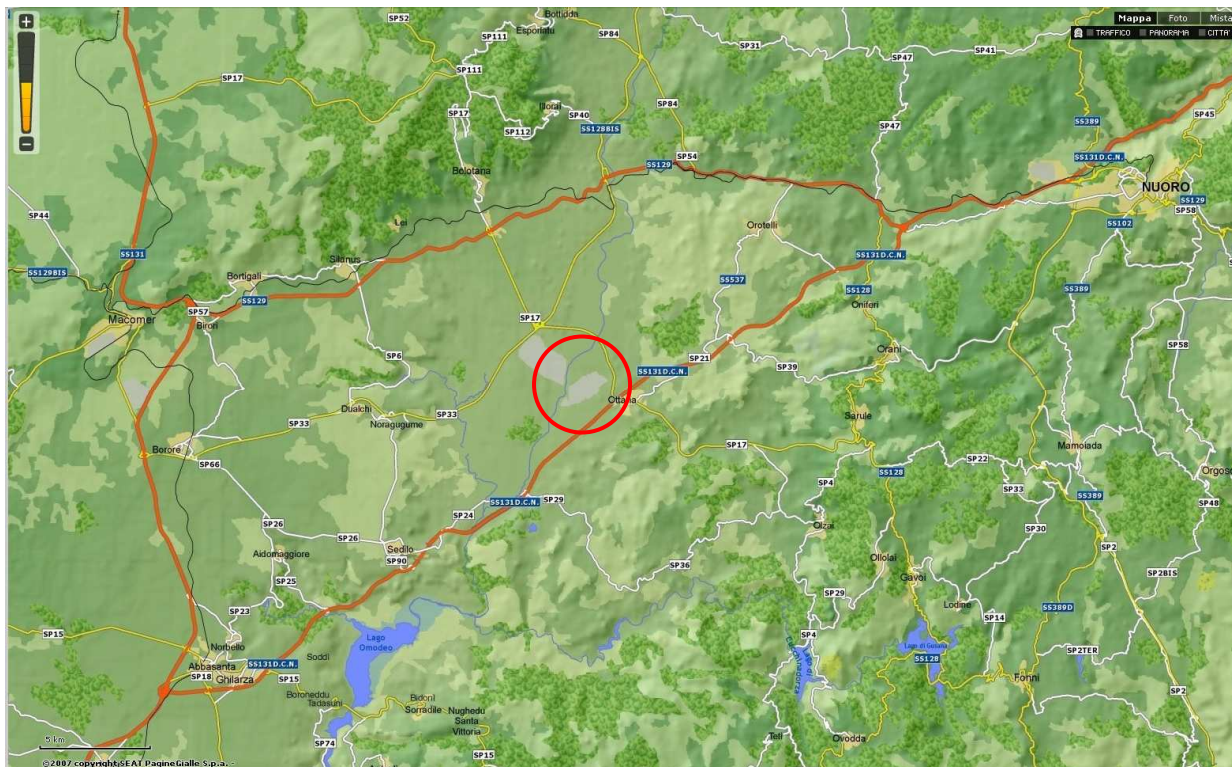 SP52
Bottidda
Esporlatu
SP84
SP111
SP31
SP47
SP41
Mappa Foto Mista
TRAFFICO PANORAMA CITTA'
SP17
SP111
Illorai
SP84
SP17
SP40
SP112
SS128BIS
SP47
SS389
SP45
SS129
SP54
SS131D.C.N.
Bolotana
NUORO
SS129
SP58
SS102
SP44
Lei
Orotelli
SS131
SS129BIS
Silanus
SS131D.C.N.
Bortigali
SS129
SS537
SS128
SS389
Oniferi
SP57
Macomer
Birori
SP17
SP58
SP6
SP21
SS131D.C.N.
Orani
SP39
Ottana
Dualchi
Noragugume
SP33
SP33
Sarule
Borore
SP66
SP17
Mamoiada
SP22
Orgoso
SS128
SP4
SP33
SS389
SP48
SS131D.C.N.
SP29
SP24
SP26
SP26
Olzai
SP30
Aidomaggiore
Sedilo
SP90
SP36
Ollolai
SP2
SP25
Gavoi
SP2BIS
SP29
Lodine
SP23
SS389D
SP14
SP15
Norbello
Lago
Omodeo
SP4
Lago di Gusana
SP2TER
Soddi
Abbasanta
SS131D.C.N.
SP18
Ghilarza
SP15
SS128
Fonni
Boroneddu
Tadasuni
Bidonì
Sorradile
Nughedu
Santa
Vittoria
SP2
SP74
SP15
Teti
Ovodda
5 km
©2007 copyright SEAT PagineGialle S.p.a.